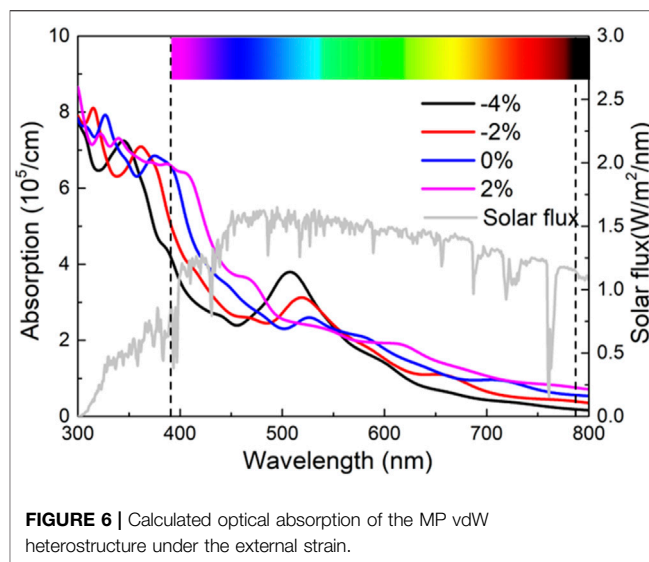 10
8
6
4
2
0
Absorption (10⁵/cm)
3.0
2.5
2.0
1.5
1.0
0.5
0.0
Solar flux(W/m²/nm)
-4%
-2%
0%
2%
Solar flux
300 400 500 600 700 800
Wavelength (nm)
FIGURE 6 | Calculated optical absorption of the MP vdW
heterostructure under the external strain.